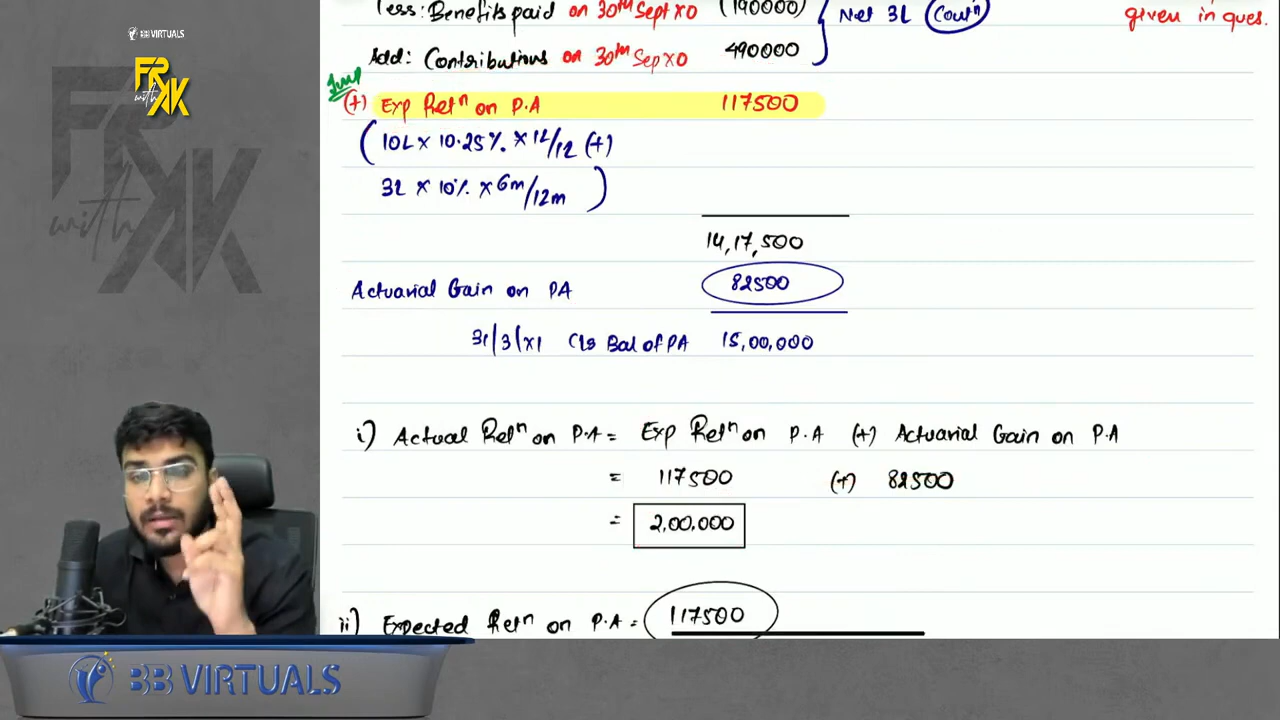 Less: Benefits paid on 30th Sept X0 (190000)
Net 3L Contn
given in ques.
BB VIRTUALS
FR with AK
Add: Contributions on 30th Sep X0 490000
Imp
(+) Exp Retn on P.A 117500
(10L × 10.25% × 12/12 (+)
3L × 10% × 6m/12m)
14,17,500
Actuarial Gain on PA 82500
31/3/X1 Cls Bal of PA 15,00,000
i) Actual Retn on P.A = Exp Retn on P.A (+) Actuarial Gain on P.A
= 117500 (+) 82500
= 2,00,000
ii) Expected Retn on P.A = 117500
BB VIRTUALS